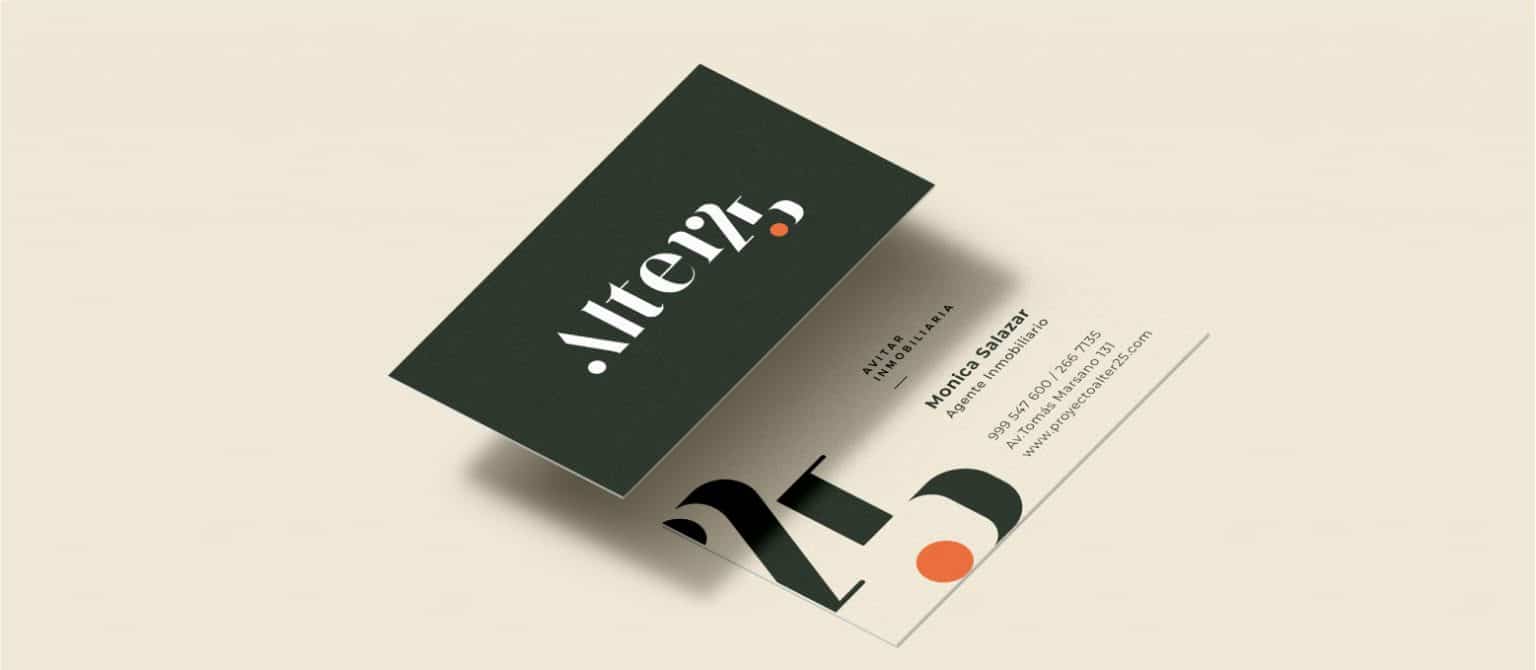 Alter25
AVITAR
INMOBILIARIA
Monica Salazar
Agente Inmobiliario
999 547 600 / 266 7135
Av.Tomás Marsano 131
www.proyectoalter25.com
25